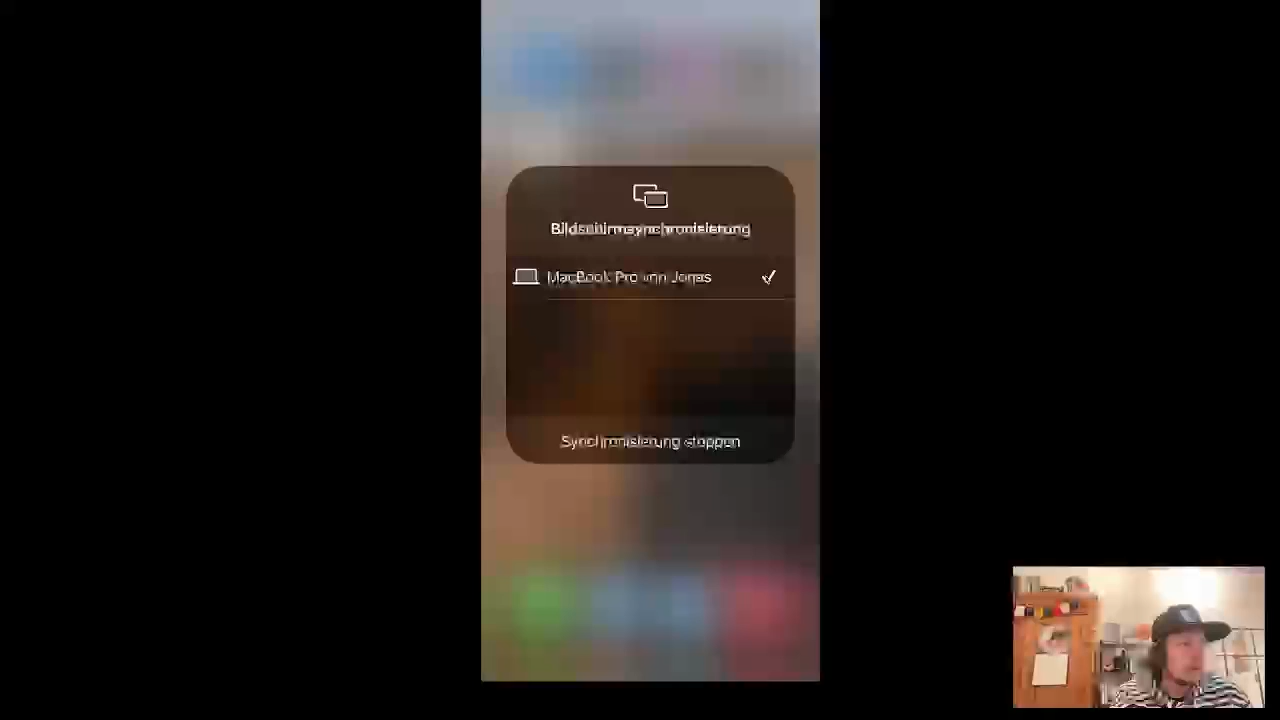 Bildschirmsynchronisierung
MacBook Pro von Jonas
Synchronisierung stoppen